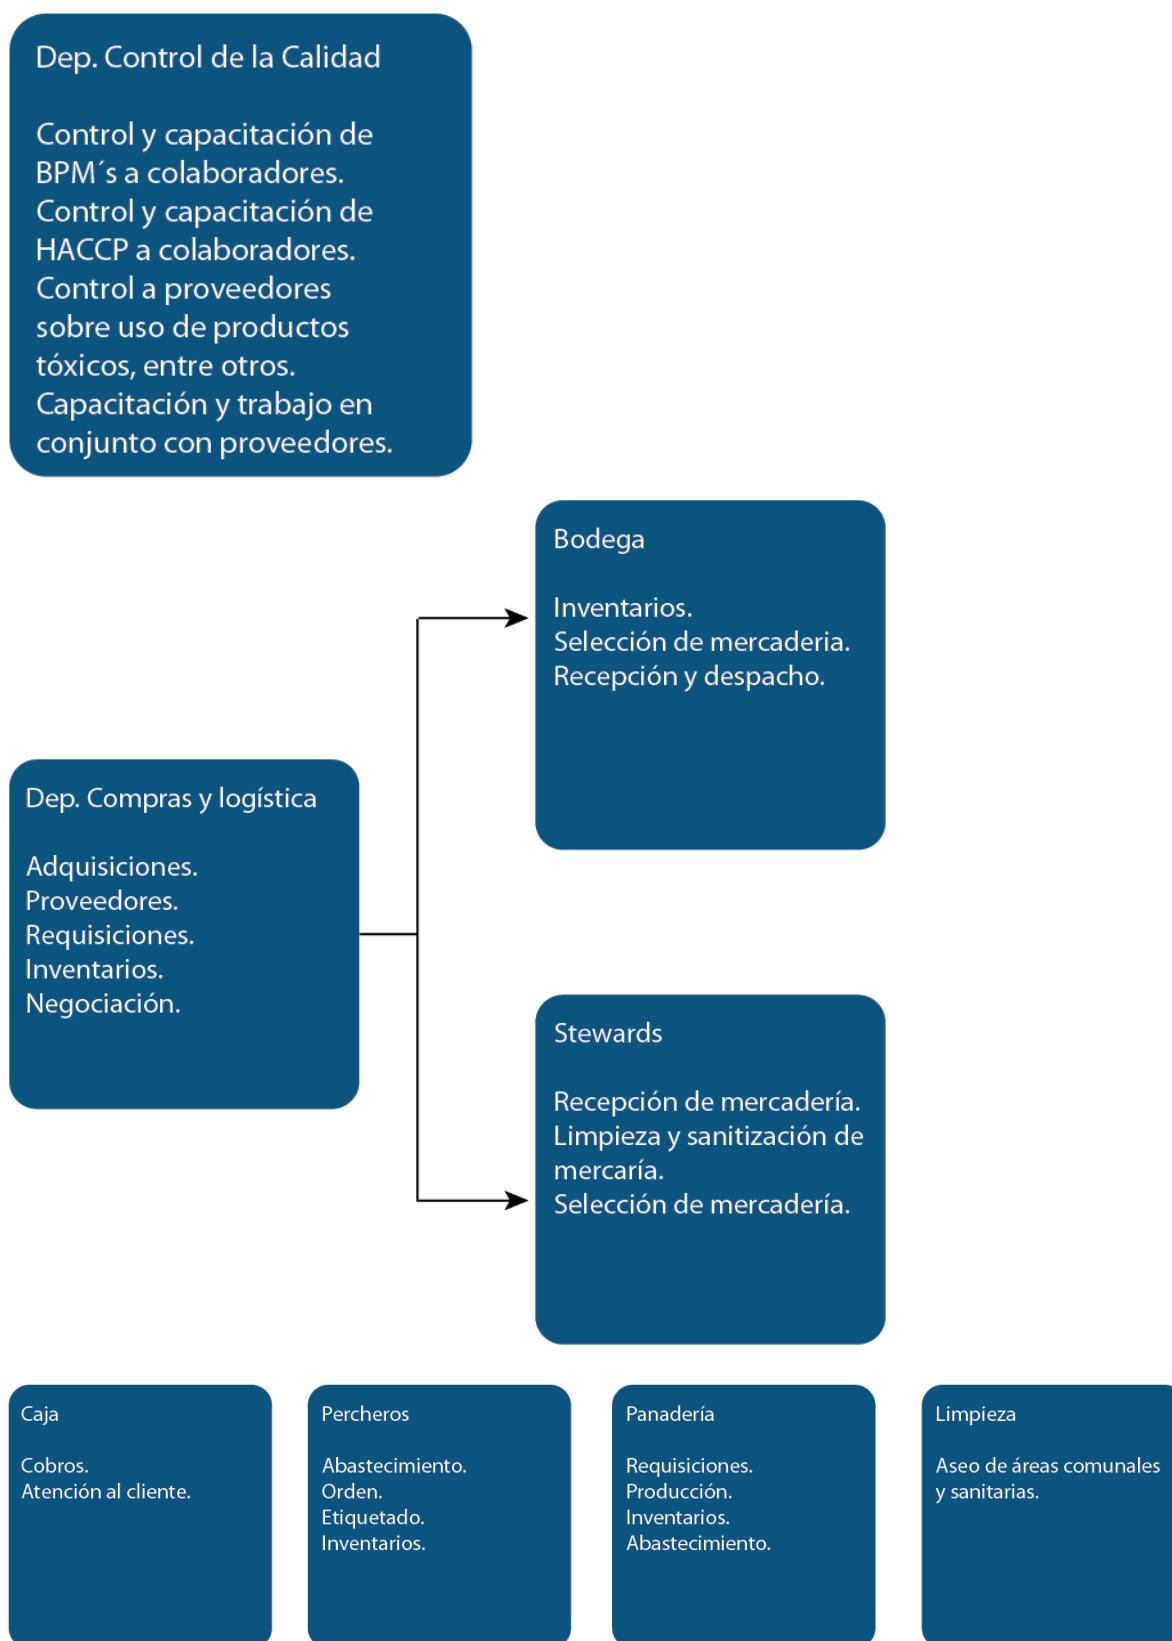 Dep. Control de la Calidad
Control y capacitación de
BPM´s a colaboradores.
Control y capacitación de
HACCP a colaboradores.
Control a proveedores
sobre uso de productos
tóxicos, entre otros.
Capacitación y trabajo en
conjunto con proveedores.
Bodega
Inventarios.
Selección de mercaderia.
Recepción y despacho.
Dep. Compras y logística
Adquisiciones.
Proveedores.
Requisiciones.
Inventarios.
Negociación.
Stewards
Recepción de mercadería.
Limpieza y sanitización de
mercaría.
Selección de mercadería.
Caja
Cobros.
Atención al cliente.
Percheros
Abastecimiento.
Orden.
Etiquetado.
Inventarios.
Panadería
Requisiciones.
Producción.
Inventarios.
Abastecimiento.
Limpieza
Aseo de áreas comunales
y sanitarias.